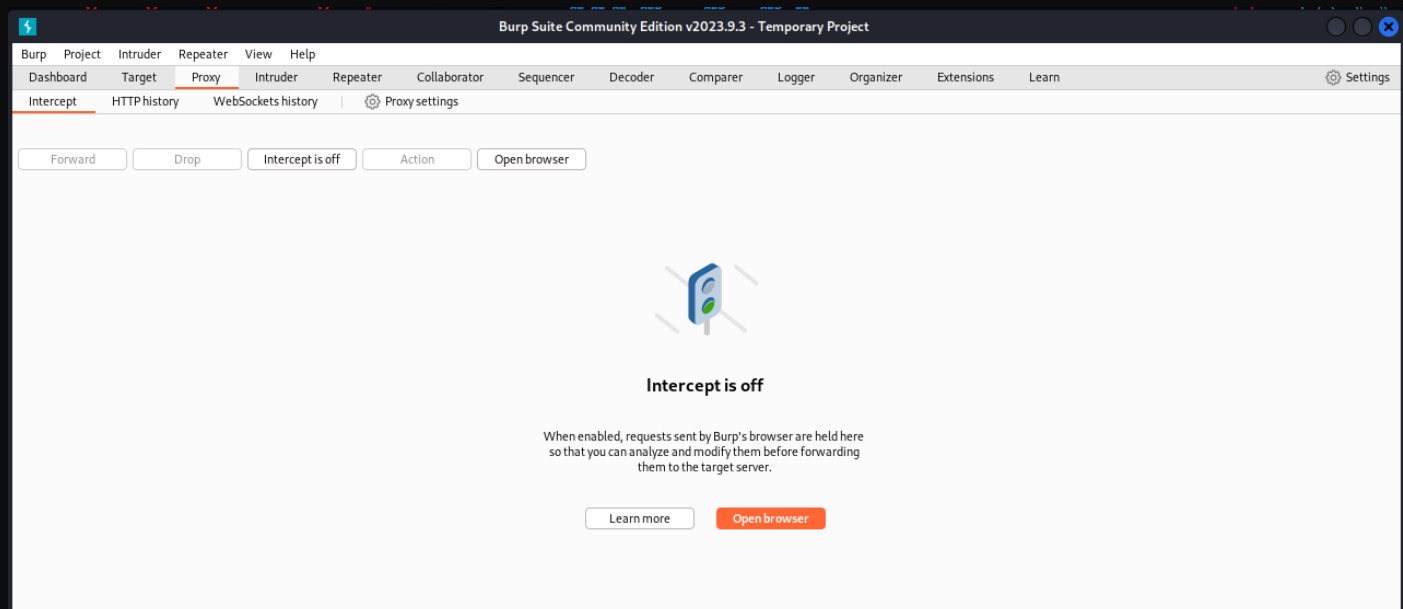 Burp Suite Community Edition v2023.9.3 - Temporary Project
Burp Project Intruder Repeater View Help
Dashboard Target Proxy Intruder Repeater Collaborator Sequencer Decoder Comparer Logger Organizer Extensions Learn Settings
Intercept HTTP history WebSockets history Proxy settings
Forward Drop Intercept is off Action Open browser
Intercept is off
When enabled, requests sent by Burp's browser are held here
so that you can analyze and modify them before forwarding
them to the target server.
Learn more Open browser